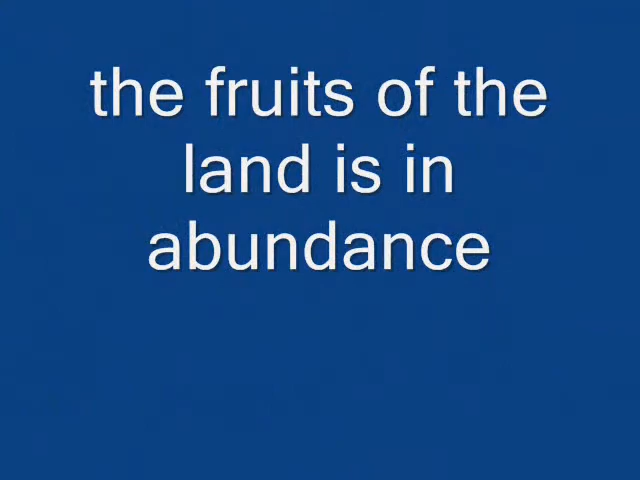 the fruits of the
land is in
abundance